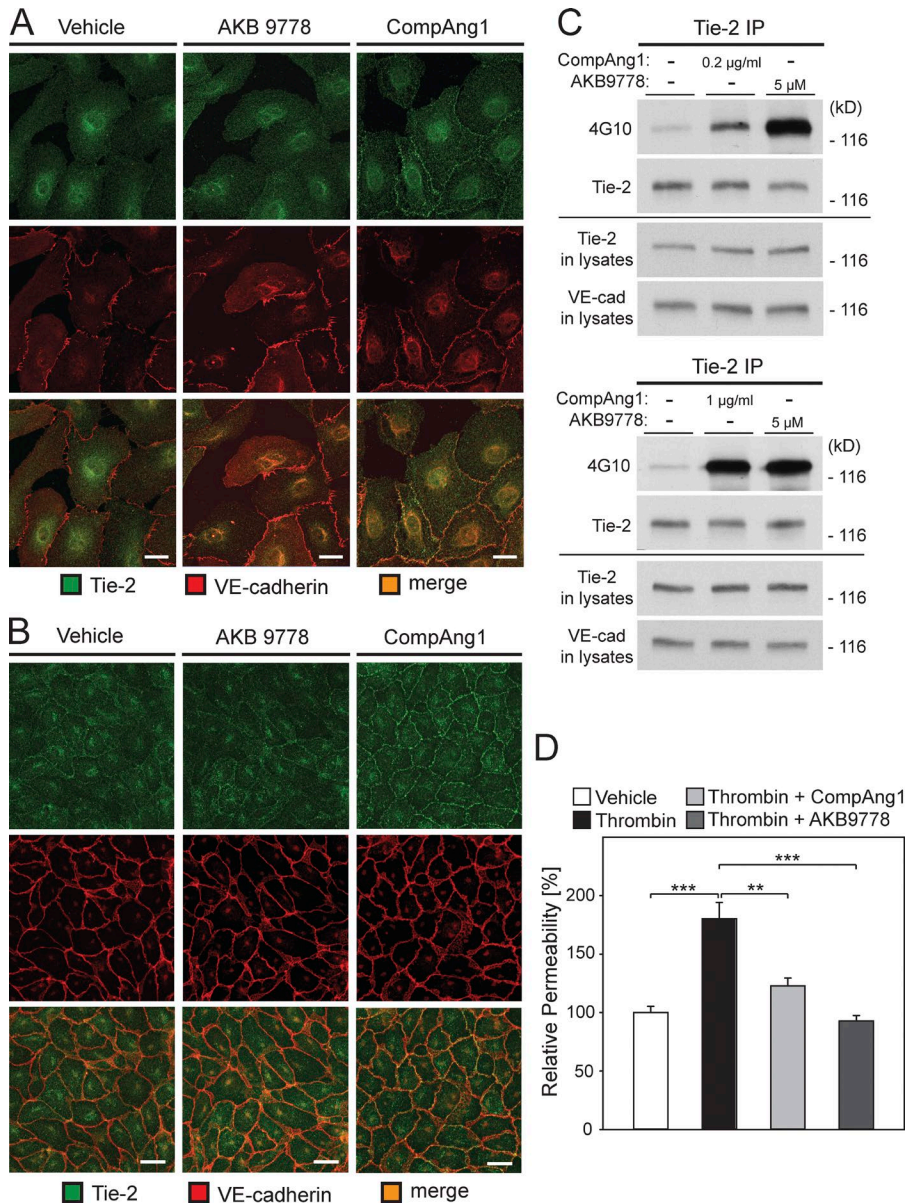 A
Vehicle AKB 9778 CompAng1
Tie-2 VE-cadherin merge
B
Vehicle AKB 9778 CompAng1
Tie-2 VE-cadherin merge
C
Tie-2 IP
CompAng1: - 0.2 µg/ml -
AKB9778: - - 5 µM
(kD)
4G10 - 116
Tie-2 - 116
Tie-2
in lysates - 116
VE-cad
in lysates - 116
Tie-2 IP
CompAng1: - 1 µg/ml -
AKB9778: - - 5 µM
(kD)
4G10 - 116
Tie-2 - 116
Tie-2
in lysates - 116
VE-cad
in lysates - 116
D
Vehicle Thrombin + CompAng1
Thrombin Thrombin + AKB9778
Relative Permeability [%]
***
*** **
200
150
100
50
0